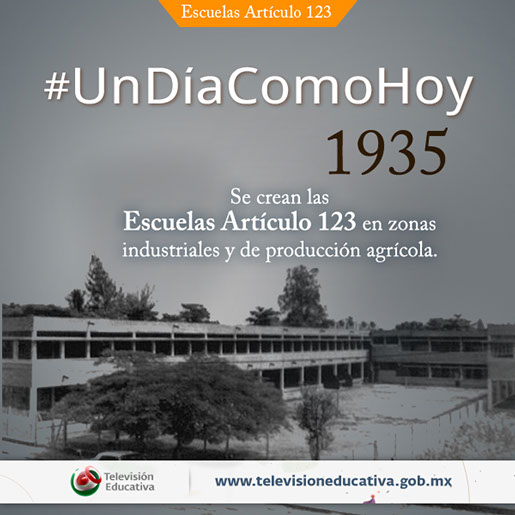 Escuelas Artículo 123
#UnDíaComoHoy
1935
Se crean las
Escuelas Artículo 123 en zonas
industriales y de producción agrícola.
Televisión
Educativa
www.televisioneducativa.gob.mx